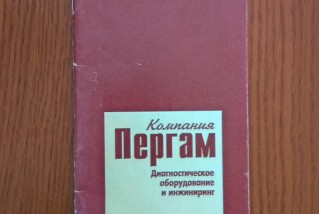 Компания
Пергам
Диагностическое
оборудование
и инжиниринг